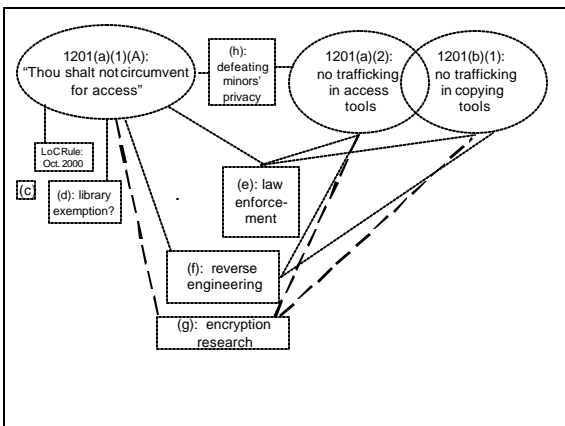 1201(a)(1)(A):
“Thou shalt not circumvent
for access”
(h):
defeating
minors’
privacy
1201(a)(2):
no trafficking
in access
tools
1201(b)(1):
no trafficking
in copying
tools
LoC Rule:
Oct. 2000
(c)
(d): library
exemption?
(e): law
enforce-
ment
(f): reverse
engineering
(g): encryption
research